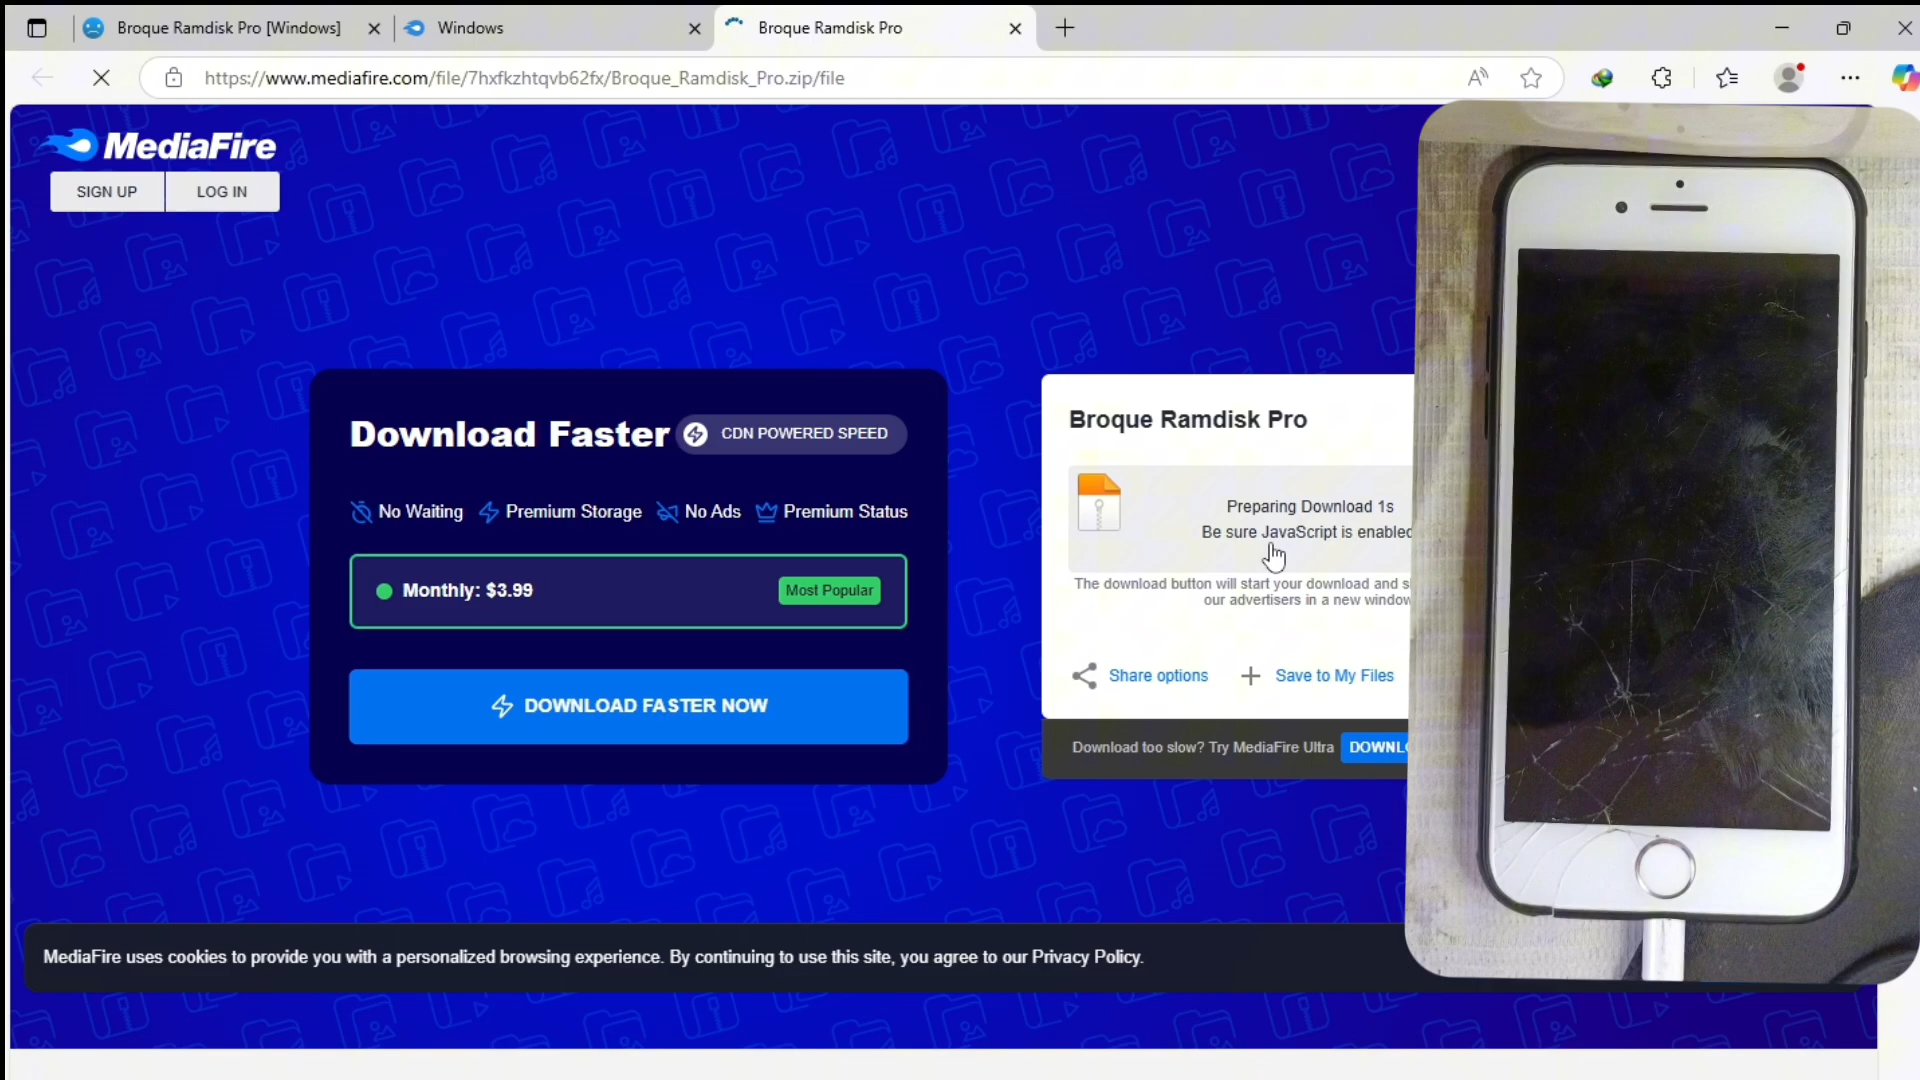 Broque Ramdisk Pro [Windows]
Windows
Broque Ramdisk Pro
https://www.mediafire.com/file/7hxfkzhtqvb62fx/Broque_Ramdisk_Pro.zip/file
MediaFire
SIGN UP
LOG IN
Download Faster
CDN POWERED SPEED
No Waiting
Premium Storage
No Ads
Premium Status
Monthly: $3.99
Most Popular
DOWNLOAD FASTER NOW
Broque Ramdisk Pro
Preparing Download 1s
Be sure JavaScript is enabled
The download button will start your download and s
our advertisers in a new window
Share options
Save to My Files
Download too slow? Try MediaFire Ultra
DOWNL
MediaFire uses cookies to provide you with a personalized browsing experience. By continuing to use this site, you agree to our Privacy Policy.